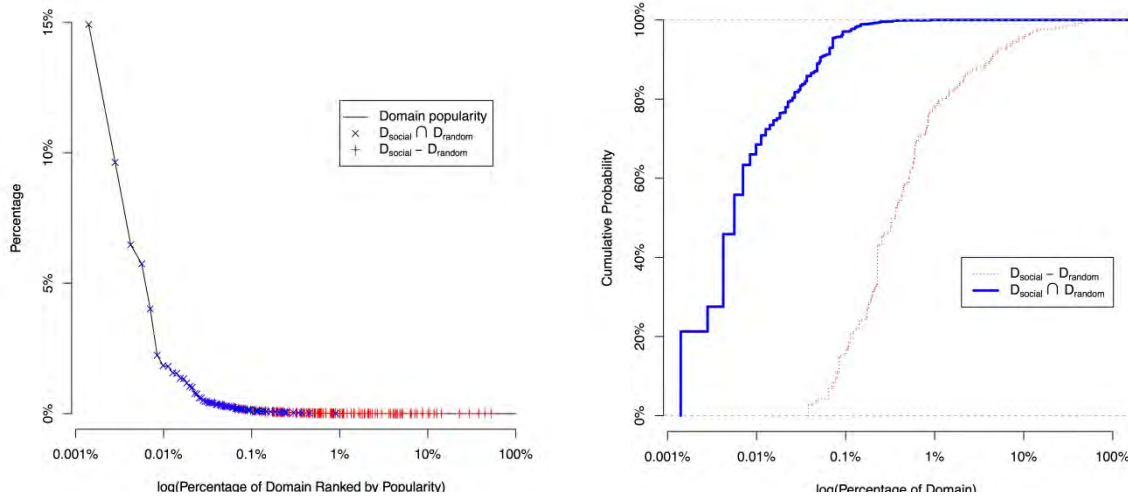 15%
10%
5%
0%
Percentage
Domain popularity
D_social ∩ D_random
D_social − D_random
0.001% 0.01% 0.1% 1% 10% 100%
log(Percentage of Domain Ranked by Popularity)
100%
80%
60%
40%
20%
0%
Cumulative Probability
D_social − D_random
D_social ∩ D_random
0.001% 0.01% 0.1% 1% 10% 100%
log(Percentage of Domain)